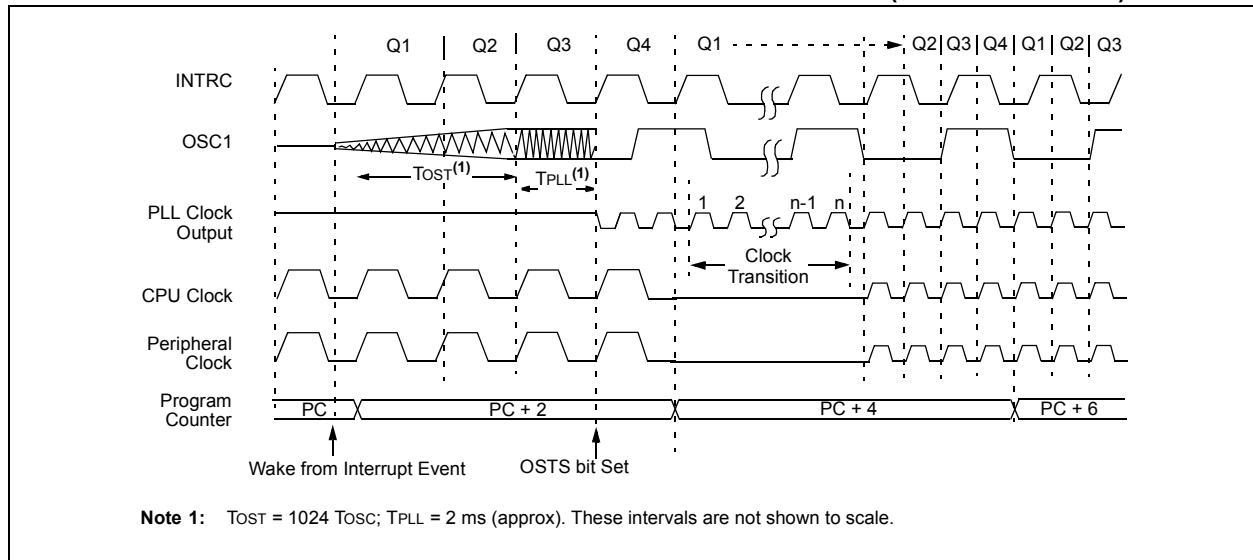 Q1 Q2 Q3 Q4 Q1 Q2 Q3 Q4 Q1 Q2 Q3
INTRC
OSC1
TOST(1) TPLL(1)
1 2 n-1 n
PLL Clock
Output
Clock
Transition
CPU Clock
Peripheral
Clock
Program
Counter
PC PC + 2 PC + 4 PC + 6
Wake from Interrupt Event OSTS bit Set
Note 1: TOST = 1024 TOSC; TPLL = 2 ms (approx). These intervals are not shown to scale.